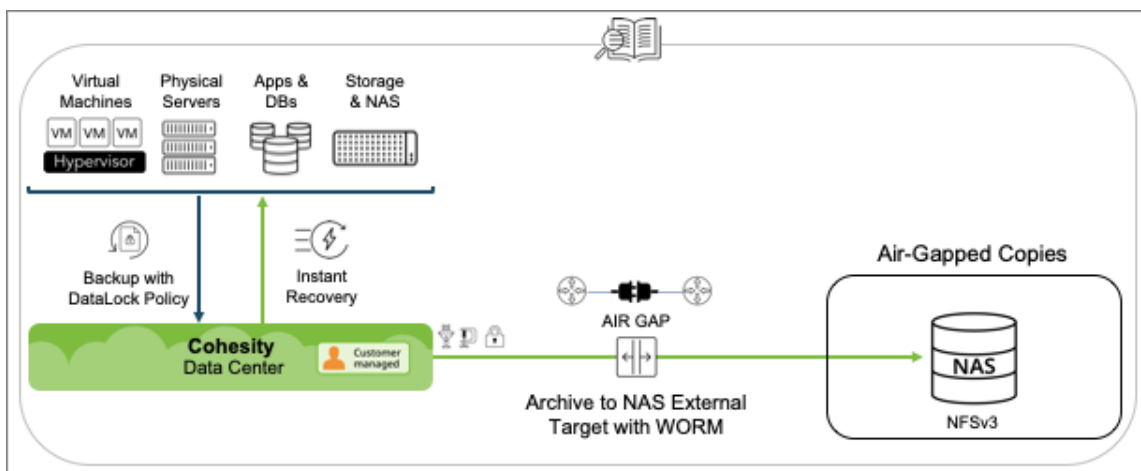 Virtual
Machines
Physical
Servers
Apps &
DBs
Storage
& NAS
VM VM VM
Hypervisor
Backup with
DataLock Policy
Instant
Recovery
Cohesity
Data Center
Customer
managed
AIR GAP
Archive to NAS External
Target with WORM
Air-Gapped Copies
NAS
NFSv3